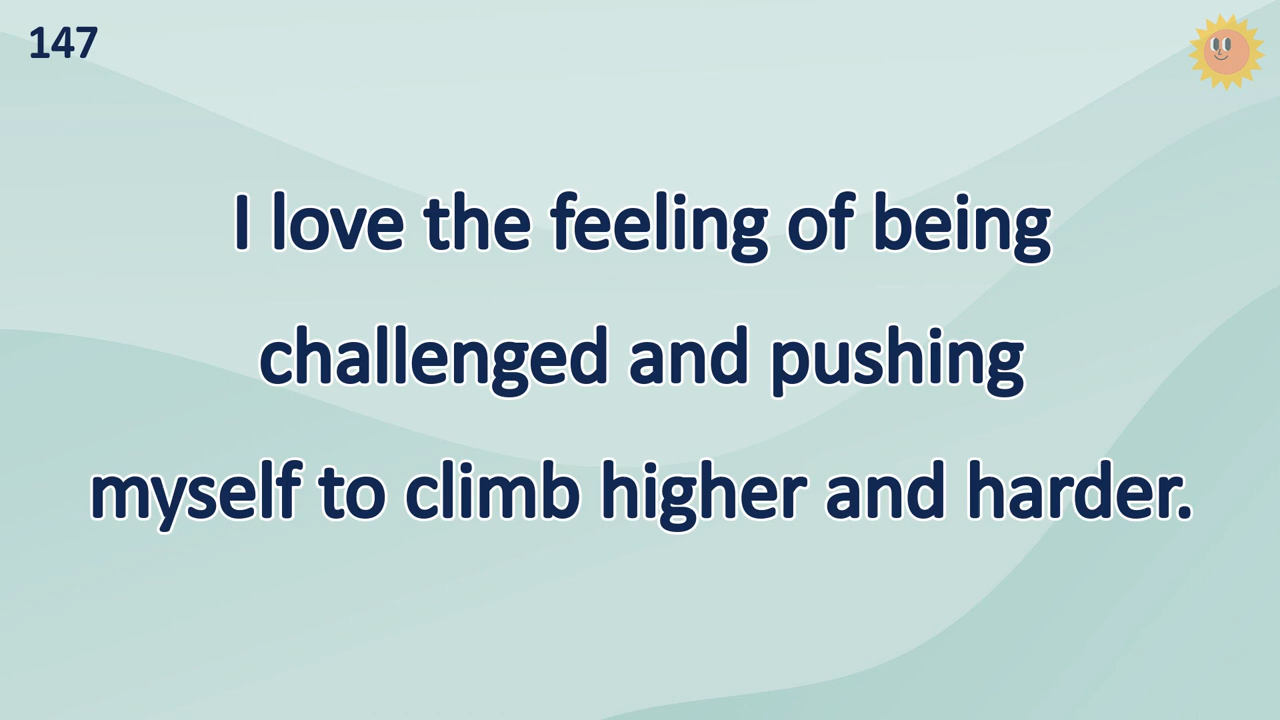 147
I love the feeling of being
challenged and pushing
myself to climb higher and harder.